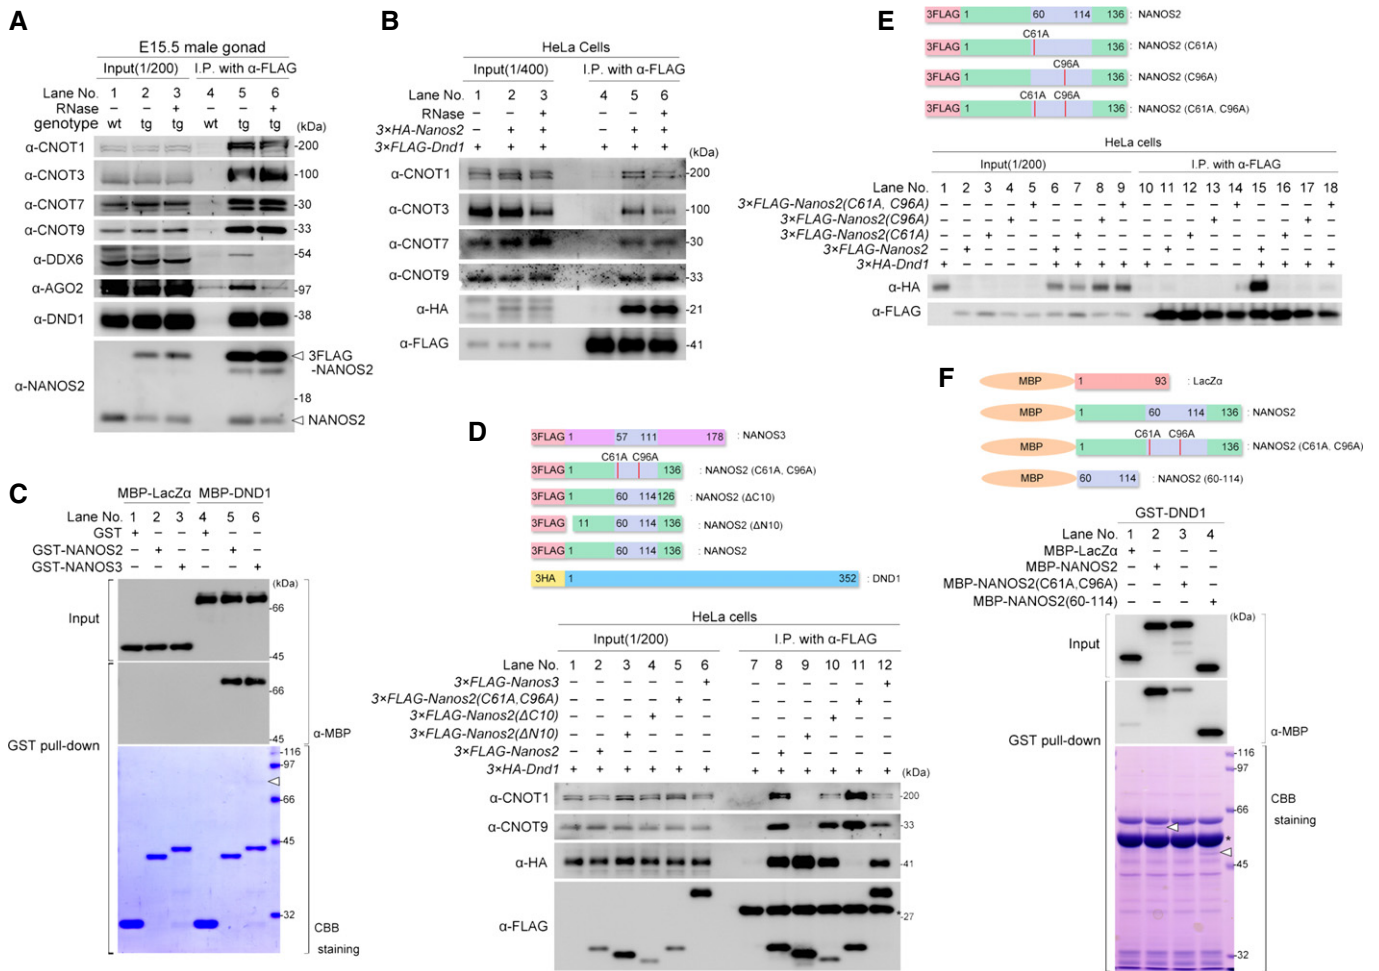 A
E15.5 male gonad
Input(1/200) I.P. with α-FLAG
Lane No. 1 2 3 4 5 6
RNase – – + – – +
genotype wt tg tg wt tg tg (kDa)
α-CNOT1 -200
α-CNOT3 -100
α-CNOT7 -30
α-CNOT9 -33
α-DDX6 -54
α-AGO2 -97
α-DND1 -38
α-NANOS2
3FLAG
-NANOS2
-18
NANOS2
B
HeLa Cells
Input(1/400) I.P. with α-FLAG
Lane No. 1 2 3 4 5 6
RNase – – + – – +
3×HA-Nanos2 – + + – + +
3×FLAG-Dnd1 + + + + + +
(kDa)
α-CNOT1 -200
α-CNOT3 -100
α-CNOT7 -30
α-CNOT9 -33
α-HA -21
α-FLAG -41
C
MBP-LacZα MBP-DND1
Lane No. 1 2 3 4 5 6
GST + – – + – –
GST-NANOS2 – + – – + –
GST-NANOS3 – – + – – +
(kDa)
Input
-66
-45
GST pull-down
-66
-45
α-MBP
-116
-97
-66
-45
-32
CBB
staining
D
3FLAG 1 57 111 178 : NANOS3
C61A C96A
3FLAG 1 136 : NANOS2 (C61A, C96A)
3FLAG 1 60 114 126 : NANOS2 (ΔC10)
3FLAG 11 60 114 136 : NANOS2 (ΔN10)
3FLAG 1 60 114 136 : NANOS2
3HA 1 352 : DND1
HeLa cells
Input(1/200) I.P. with α-FLAG
Lane No. 1 2 3 4 5 6 7 8 9 10 11 12
3×FLAG-Nanos3 – – – – – + – – – – – +
3×FLAG-Nanos2(C61A,C96A) – – – – + – – – – – + –
3×FLAG-Nanos2(ΔC10) – – – + – – – – – + – –
3×FLAG-Nanos2(ΔN10) – – + – – – – – + – – –
3×FLAG-Nanos2 – + – – – – – + – – – –
3×HA-Dnd1 + + + + + + + + + + + +
(kDa)
α-CNOT1 -200
α-CNOT9 -33
α-HA -41
α-FLAG
*
-27
E
3FLAG 1 60 114 136 : NANOS2
C61A
3FLAG 1 136 : NANOS2 (C61A)
C96A
3FLAG 1 136 : NANOS2 (C96A)
C61A C96A
3FLAG 1 136 : NANOS2 (C61A, C96A)
HeLa cells
Input(1/200) I.P. with α-FLAG
Lane No. 1 2 3 4 5 6 7 8 9 10 11 12 13 14 15 16 17 18
3×FLAG-Nanos2(C61A, C96A) – – – – + – – – + – – – – + – – – +
3×FLAG-Nanos2(C96A) – – – + – – – + – – – – + – – – + –
3×FLAG-Nanos2(C61A) – – + – – – + – – – – + – – – + – –
3×FLAG-Nanos2 – + – – – + – – – – + – – – + – – –
3×HA-Dnd1 + – – – – + + + + + – – – – + + + +
α-HA
α-FLAG
F
MBP 1 93 : LacZα
MBP 1 60 114 136 : NANOS2
C61A C96A
MBP 1 136 : NANOS2 (C61A, C96A)
MBP 60 114 : NANOS2 (60-114)
GST-DND1
Lane No. 1 2 3 4
MBP-LacZα + – – –
MBP-NANOS2 – + – –
MBP-NANOS2(C61A,C96A) – – + –
MBP-NANOS2(60-114) – – – +
(kDa)
Input
-66
-45
GST pull-down
-66
-45
α-MBP
-116
-97
-66
*
-45
-32
CBB
staining